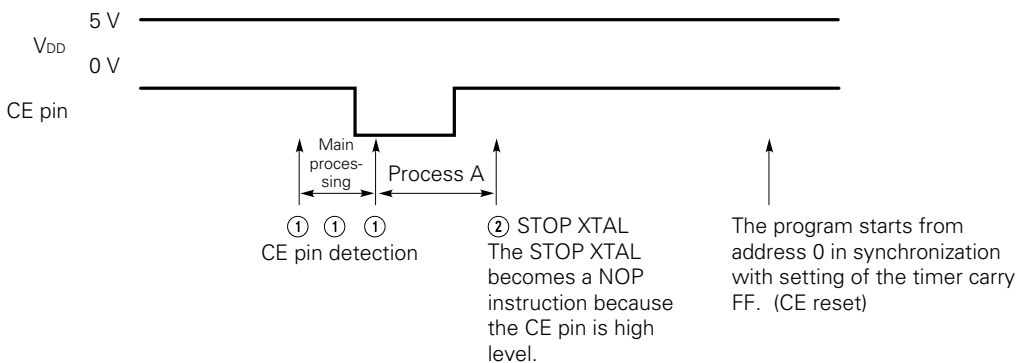 5 V
VDD
0 V
CE pin
Main
proces-
sing
Process A
① ① ①
CE pin detection
② STOP XTAL
The STOP XTAL
becomes a NOP
instruction because
the CE pin is high
level.
The program starts from
address 0 in synchronization
with setting of the timer carry
FF. (CE reset)